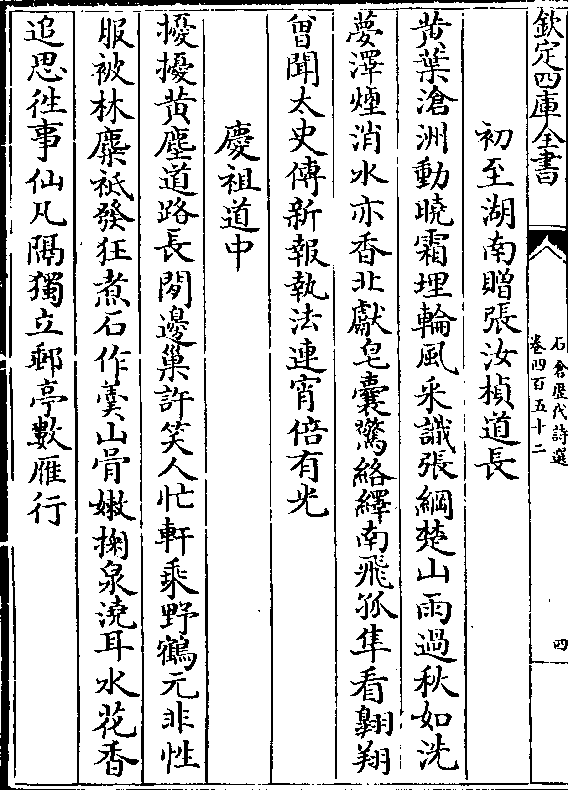 欽定四庫全書
石倉歷代詩選
卷四百五十二
四
初至湖南贈張汝楨道長
黄葉滄洲動曉霜埋輪風采識張綱楚山雨過秋如洗
夢澤煙消水亦香北獻皂囊驚絡繹南飛孤隼看翺翔
曾聞太史傳新報執法連宵倍有光
慶祖道中
擾擾黄塵道路長閒邊巢許笑人忙軒乘野鶴元非性
服被林麋祗發狂煮石作羮山骨嫩掬泉澆耳水花香
追思徃事仙凡隔獨立郵亭數雁行